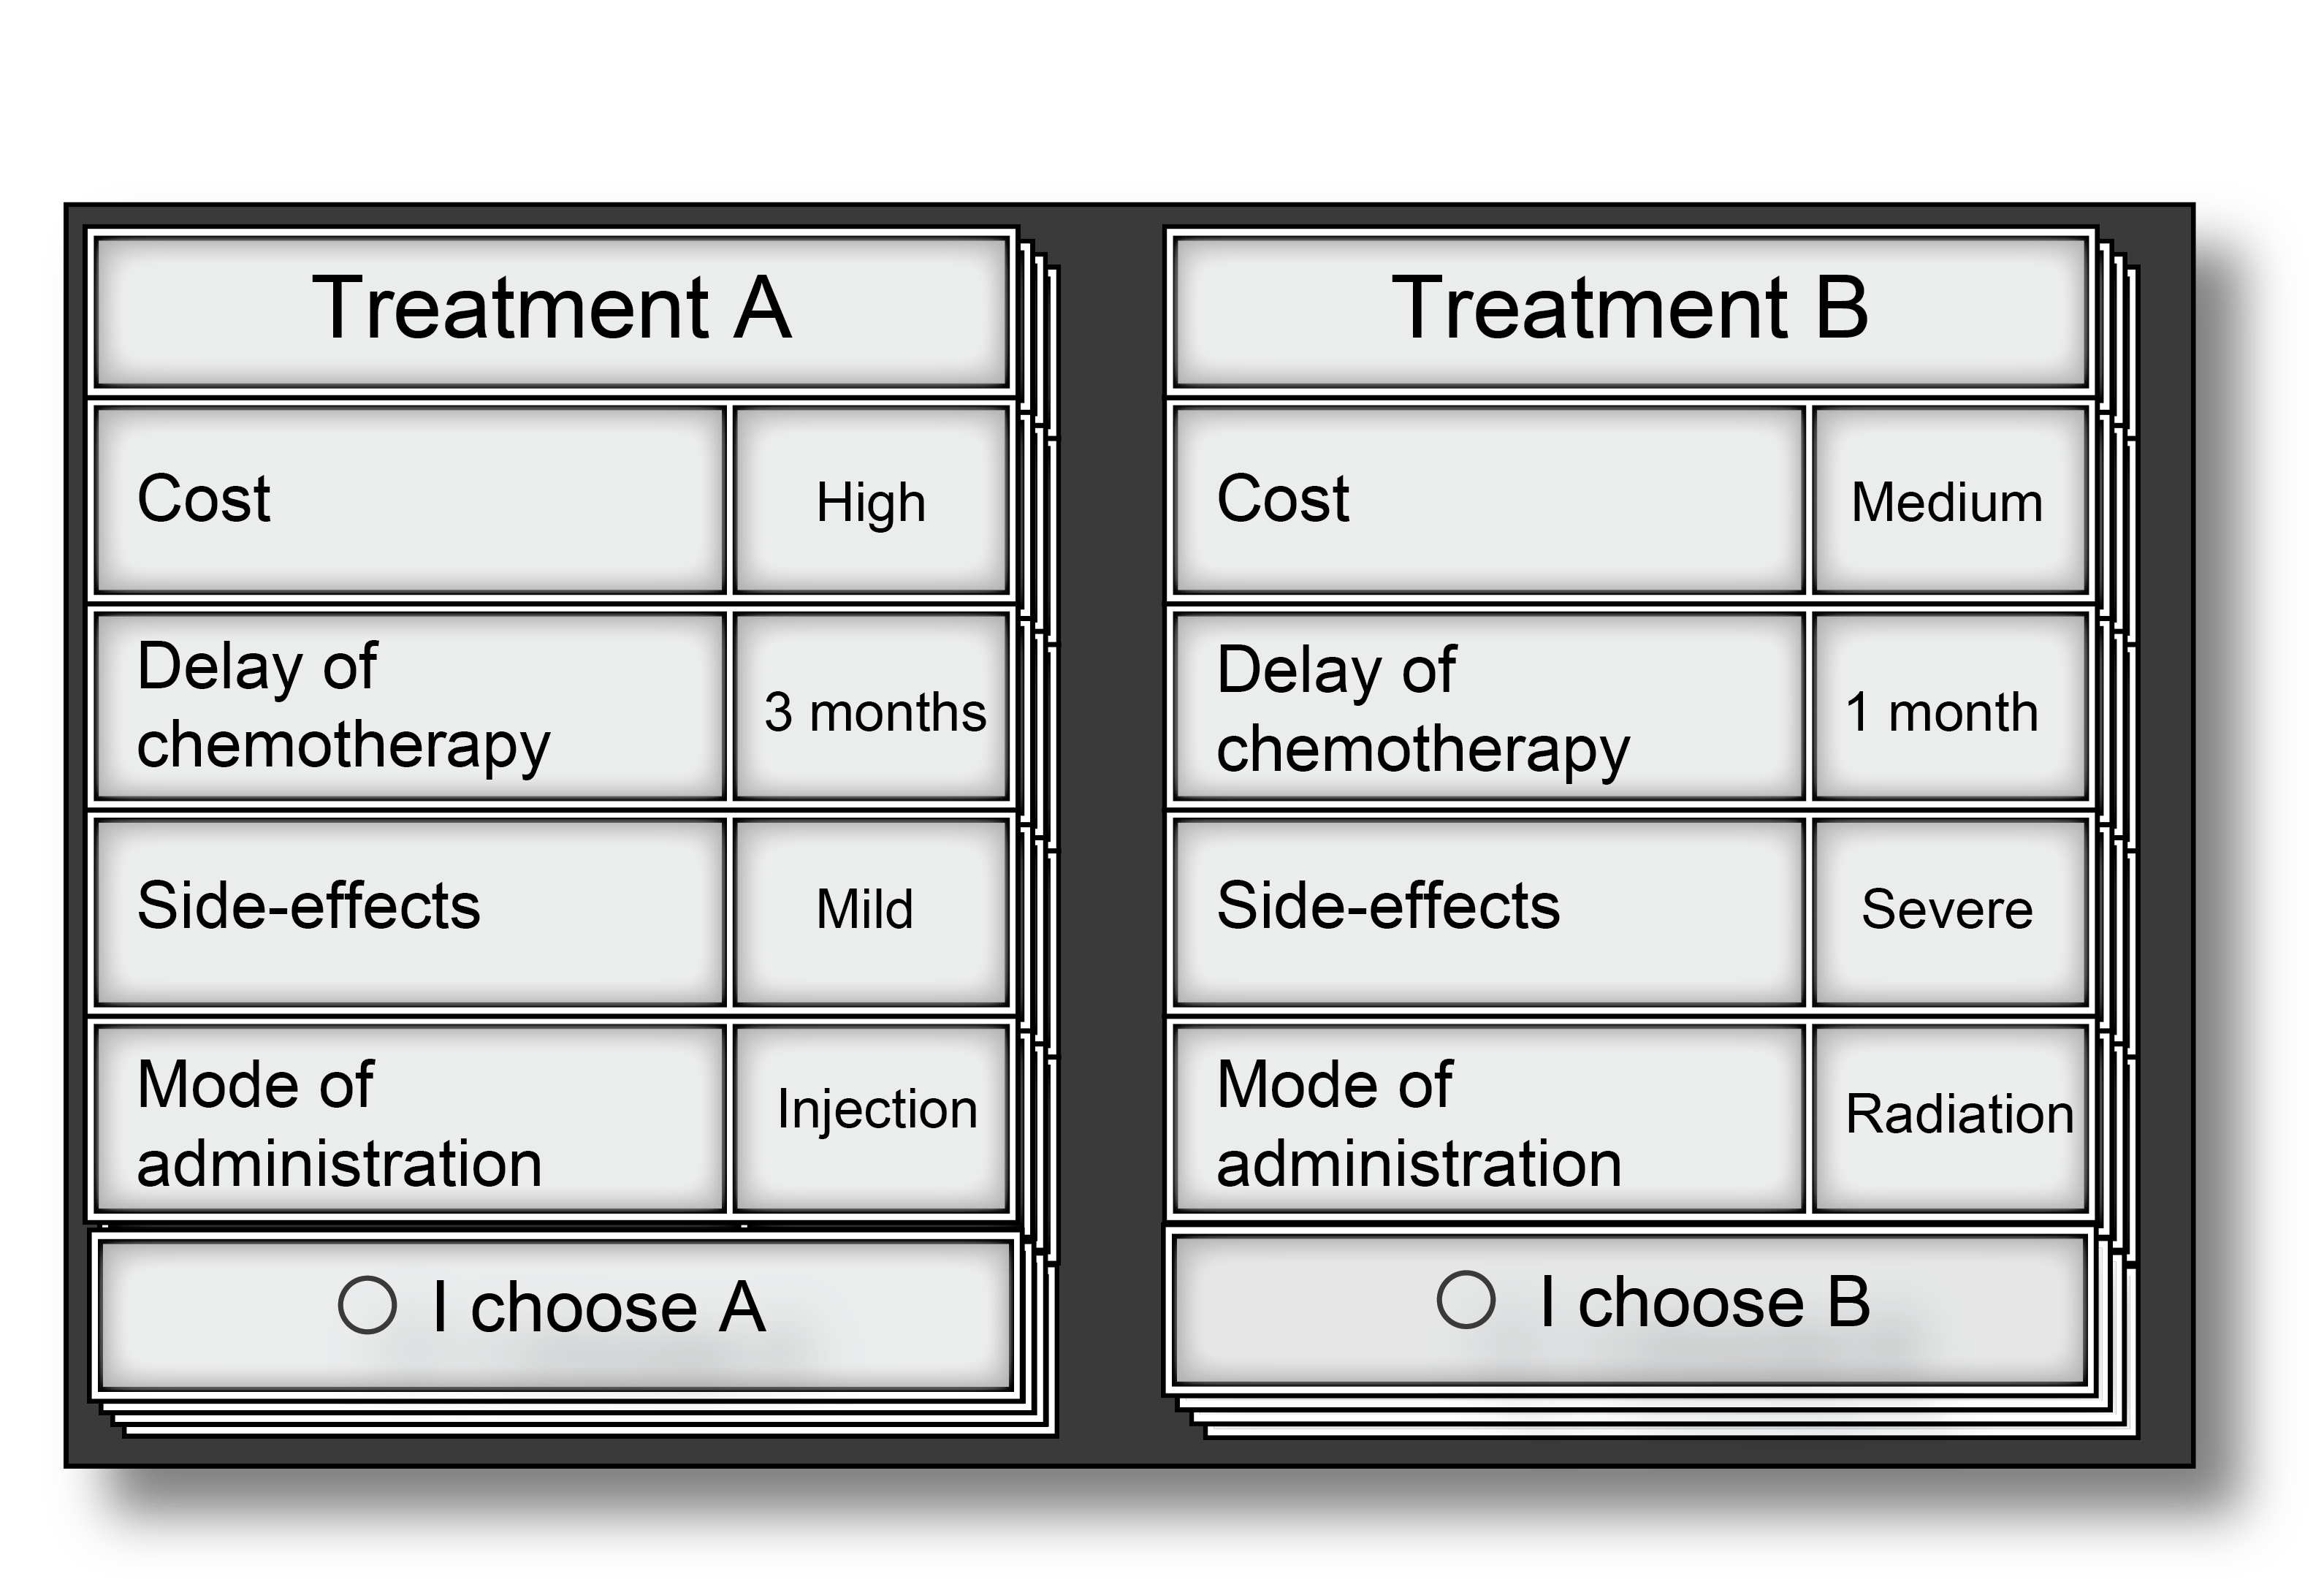 Treatment A
Cost
High
Delay of
chemotherapy
3 months
Side-effects
Mild
Mode of
administration
Injection
I choose A
Treatment B
Cost
Medium
Delay of
chemotherapy
1 month
Side-effects
Severe
Mode of
administration
Radiation
I choose B